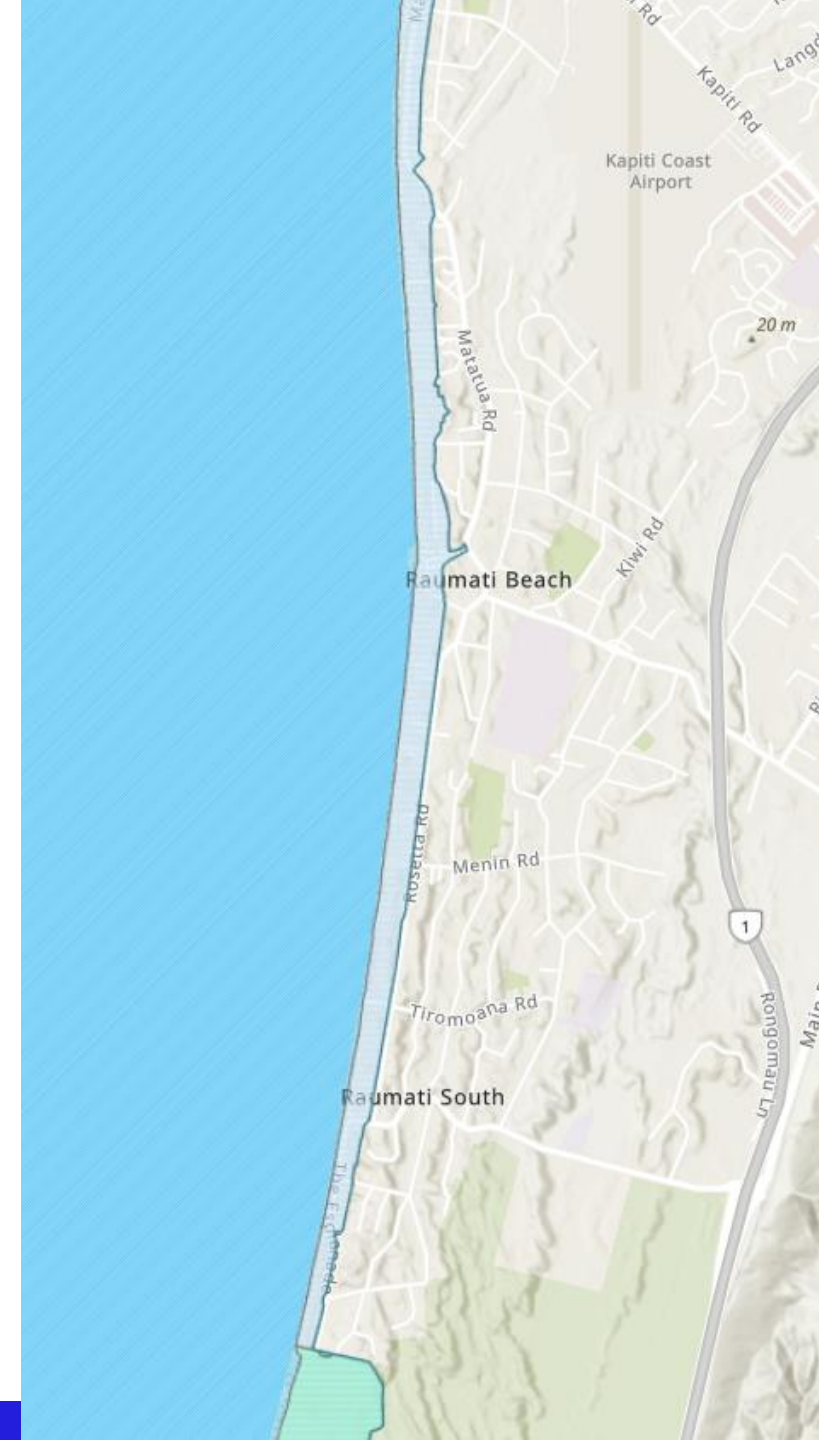 Kapiti Rd
Kapiti Coast
Airport
20 m
Matatua Rd
Kiwi Rd
Raumati Beach
Rosetta Rd
Menin Rd
1
Tiromoana Rd
Rongomau Ln
Raumati South
The Esplanade